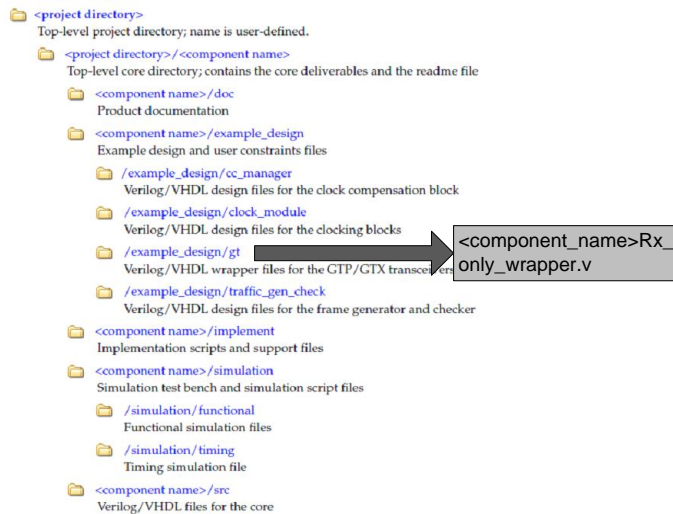 <project directory>
Top-level project directory; name is user-defined.
<project directory>/<component name>
Top-level core directory; contains the core deliverables and the readme file
<component name>/doc
Product documentation
<component name>/example_design
Example design and user constraints files
/example_design/cc_manager
Verilog/VHDL design files for the clock compensation block
/example_design/clock_module
Verilog/VHDL design files for the clocking blocks
/example_design/gt
Verilog/VHDL wrapper files for the GTP/GTX transceivers
<component_name>Rx_
only_wrapper.v
/example_design/traffic_gen_check
Verilog/VHDL design files for the frame generator and checker
<component name>/implement
Implementation scripts and support files
<component name>/simulation
Simulation test bench and simulation script files
/simulation/functional
Functional simulation files
/simulation/timing
Timing simulation file
<component name>/src
Verilog/VHDL files for the core